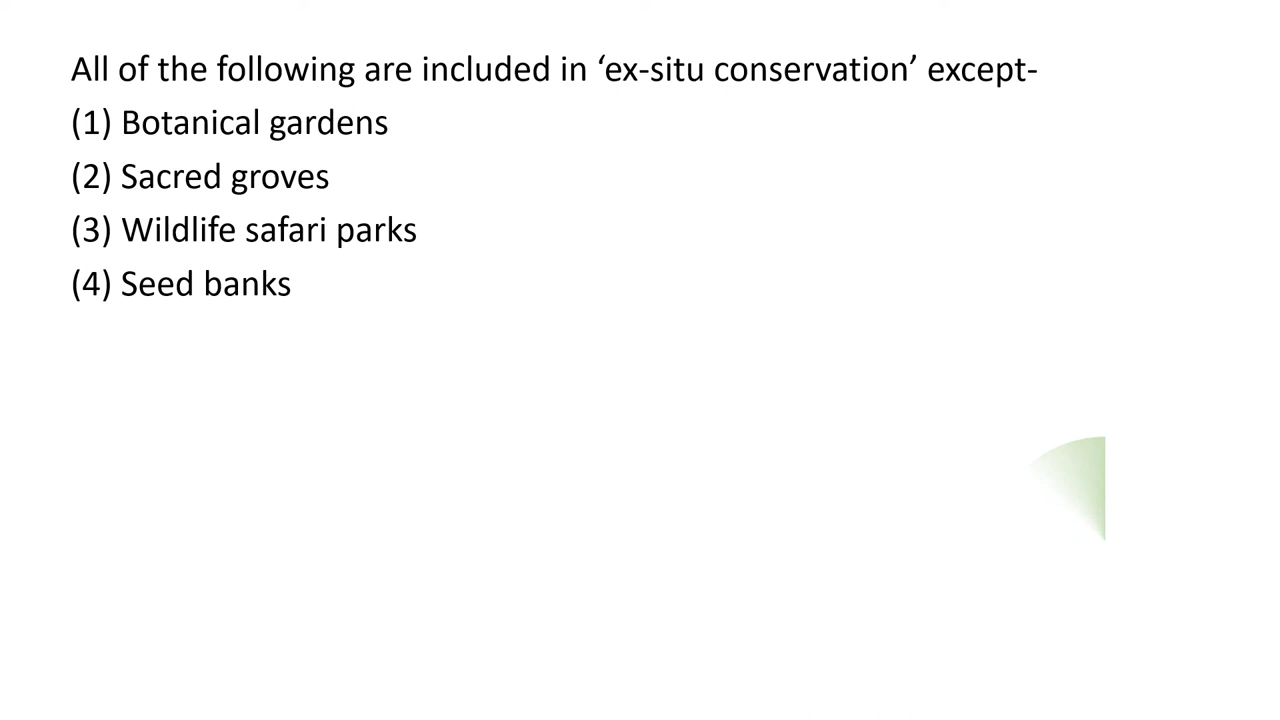 All of the following are included in ‘ex-situ conservation’ except-
(1) Botanical gardens
(2) Sacred groves
(3) Wildlife safari parks
(4) Seed banks